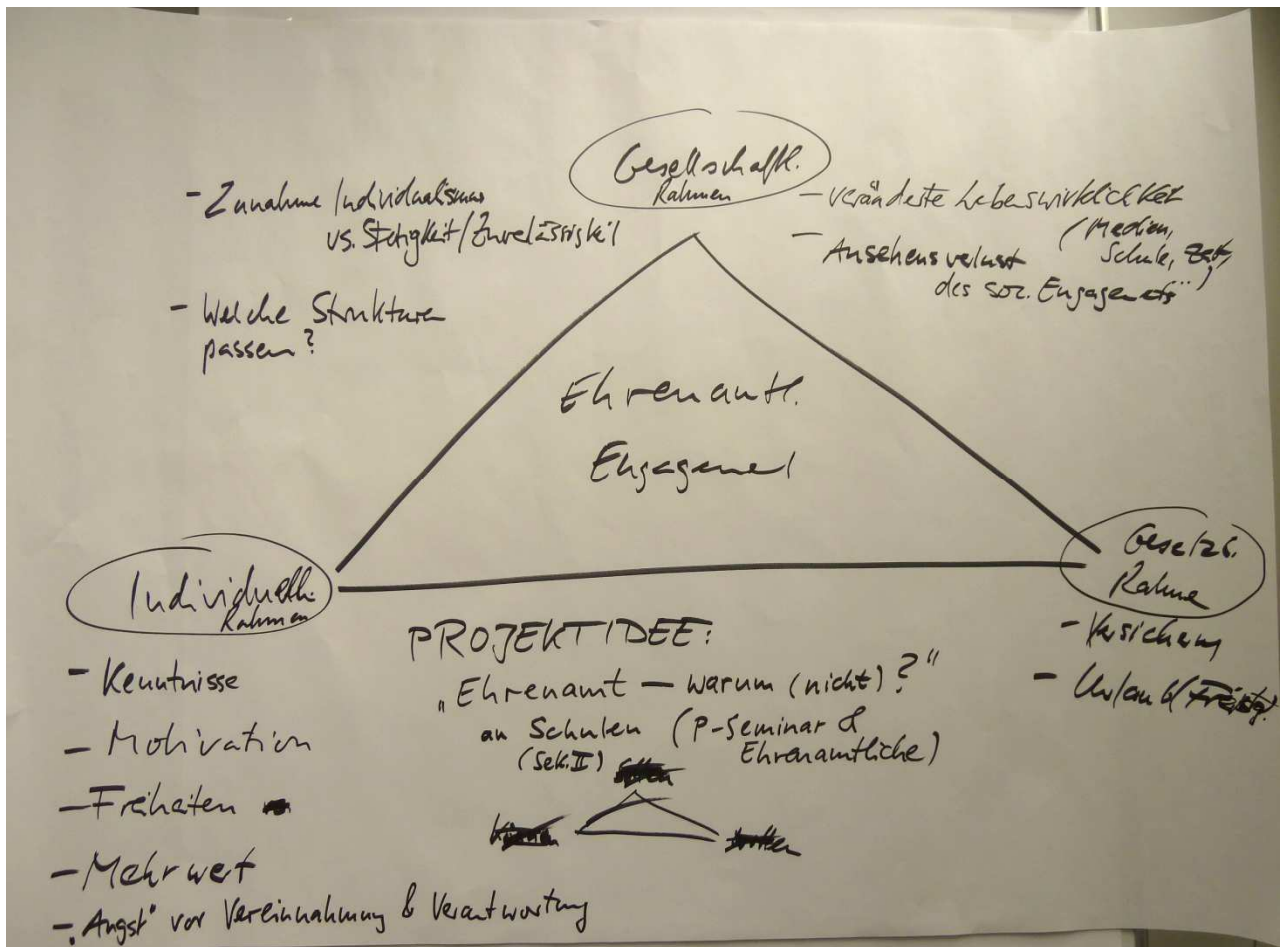 Gesellschaftl.
Rahmen
- Zunahme Individualismus
vs. Stetigkeit/Zuverlässigkeit
- Welche Strukturen
passen?
- veränderte Lebenswirklichkeit
(Medien,
Schule, Zeit, ...)
- Ansehensverlust
des soz. Engagements
Ehrenamtl.
Engagement
Individuell.
Rahmen
- Kenntnisse
- Motivation
- Freiheiten
- Mehrwert
- "Angst" vor Vereinnahmung & Verantwortung
Gesetzl.
Rahmen
- Versicherung
- Urlaub/
PROJEKTIDEE:
„Ehrenamt — warum (nicht)?"
an Schulen (P-Seminar &
(Sek. II) Ehrenamtliche)